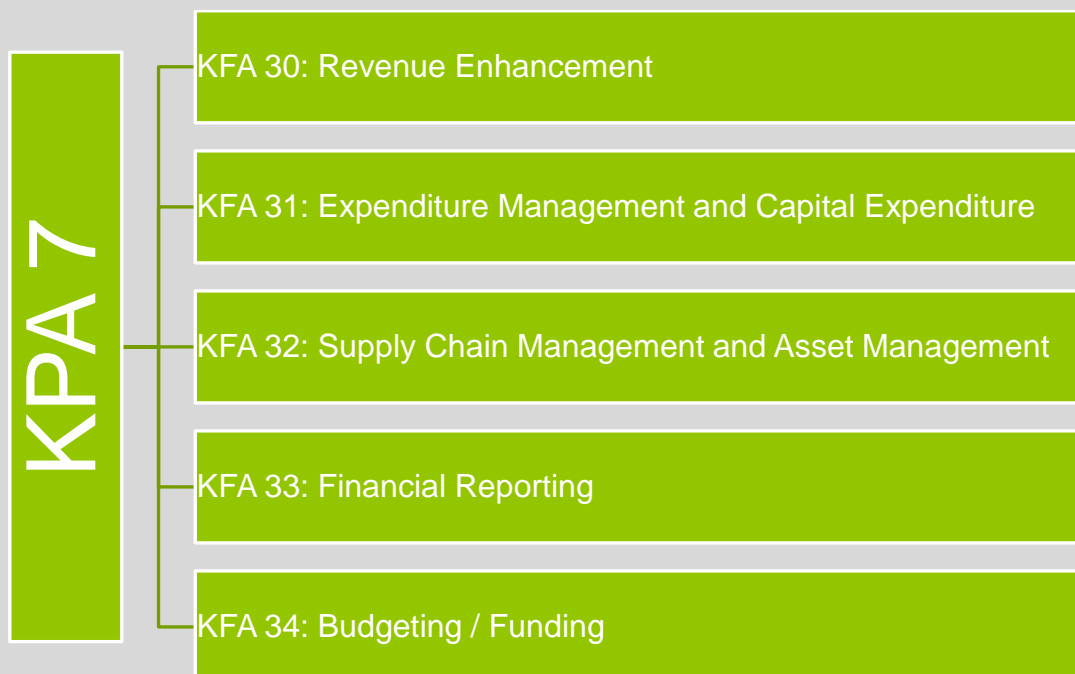 KPA 7
KFA 30: Revenue Enhancement
KFA 31: Expenditure Management and Capital Expenditure
KFA 32: Supply Chain Management and Asset Management
KFA 33: Financial Reporting
KFA 34: Budgeting / Funding